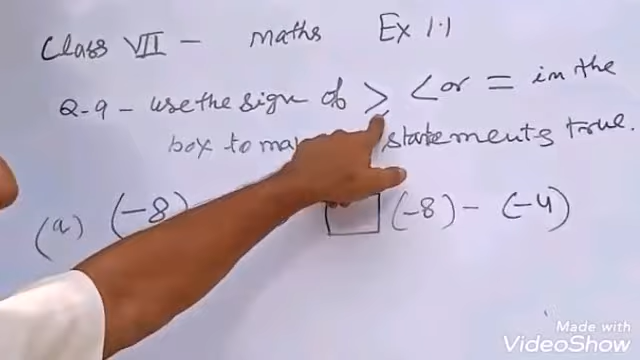 Class VII - maths Ex 1.1
Q-9 - use the sign of > < or = in the
box to statements true.
(a) (-8) (-8) - (-4)
Made with
VideoShow